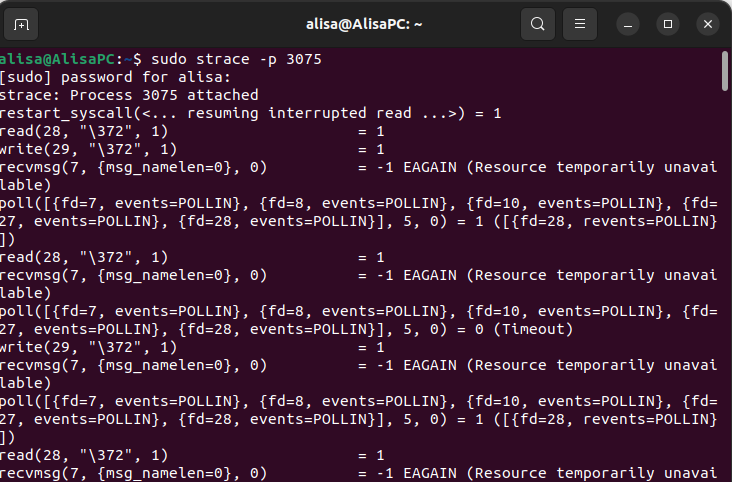 alisa@AlisaPC: ~
alisa@AlisaPC:~$ sudo strace -p 3075
[sudo] password for alisa:
strace: Process 3075 attached
restart_syscall(<... resuming interrupted read ...>) = 1
read(28, "\372", 1)                     = 1
write(29, "\372", 1)                    = 1
recvmsg(7, {msg_namelen=0}, 0)          = -1 EAGAIN (Resource temporarily unavai
lable)
poll([{fd=7, events=POLLIN}, {fd=8, events=POLLIN}, {fd=10, events=POLLIN}, {fd=
27, events=POLLIN}, {fd=28, events=POLLIN}], 5, 0) = 1 ([{fd=28, revents=POLLIN}
])
read(28, "\372", 1)                     = 1
recvmsg(7, {msg_namelen=0}, 0)          = -1 EAGAIN (Resource temporarily unavai
lable)
poll([{fd=7, events=POLLIN}, {fd=8, events=POLLIN}, {fd=10, events=POLLIN}, {fd=
27, events=POLLIN}, {fd=28, events=POLLIN}], 5, 0) = 0 (Timeout)
write(29, "\372", 1)                    = 1
recvmsg(7, {msg_namelen=0}, 0)          = -1 EAGAIN (Resource temporarily unavai
lable)
poll([{fd=7, events=POLLIN}, {fd=8, events=POLLIN}, {fd=10, events=POLLIN}, {fd=
27, events=POLLIN}, {fd=28, events=POLLIN}], 5, 0) = 1 ([{fd=28, revents=POLLIN}
])
read(28, "\372", 1)                     = 1
recvmsg(7, {msg_namelen=0}, 0)          = -1 EAGAIN (Resource temporarily unavai